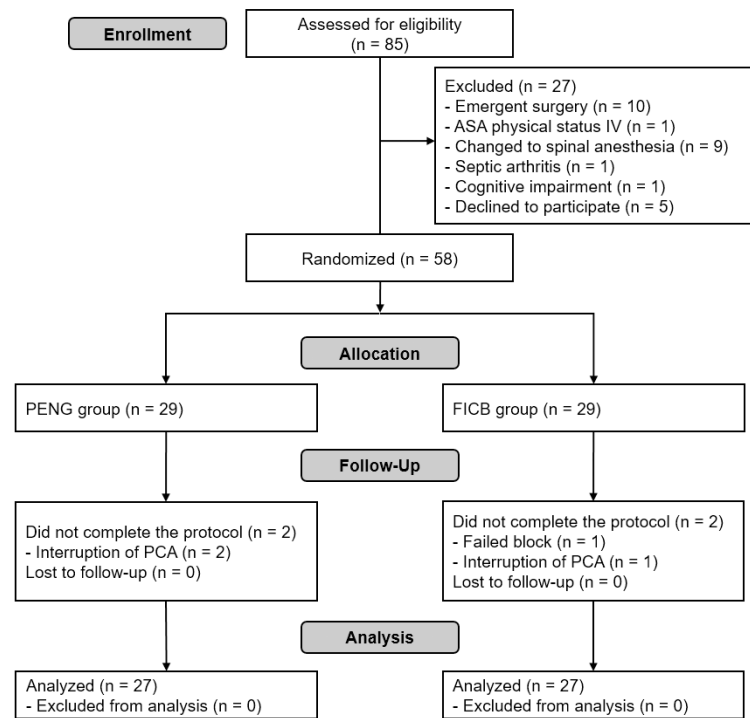 Enrollment
Assessed for eligibility
(n = 85)
Excluded (n = 27)
- Emergent surgery (n = 10)
- ASA physical status IV (n = 1)
- Changed to spinal anesthesia (n = 9)
- Septic arthritis (n = 1)
- Cognitive impairment (n = 1)
- Declined to participate (n = 5)
Randomized (n = 58)
Allocation
PENG group (n = 29)
FICB group (n = 29)
Follow-Up
Did not complete the protocol (n = 2)
- Interruption of PCA (n = 2)
Lost to follow-up (n = 0)
Did not complete the protocol (n = 2)
- Failed block (n = 1)
- Interruption of PCA (n = 1)
Lost to follow-up (n = 0)
Analysis
Analyzed (n = 27)
- Excluded from analysis (n = 0)
Analyzed (n = 27)
- Excluded from analysis (n = 0)